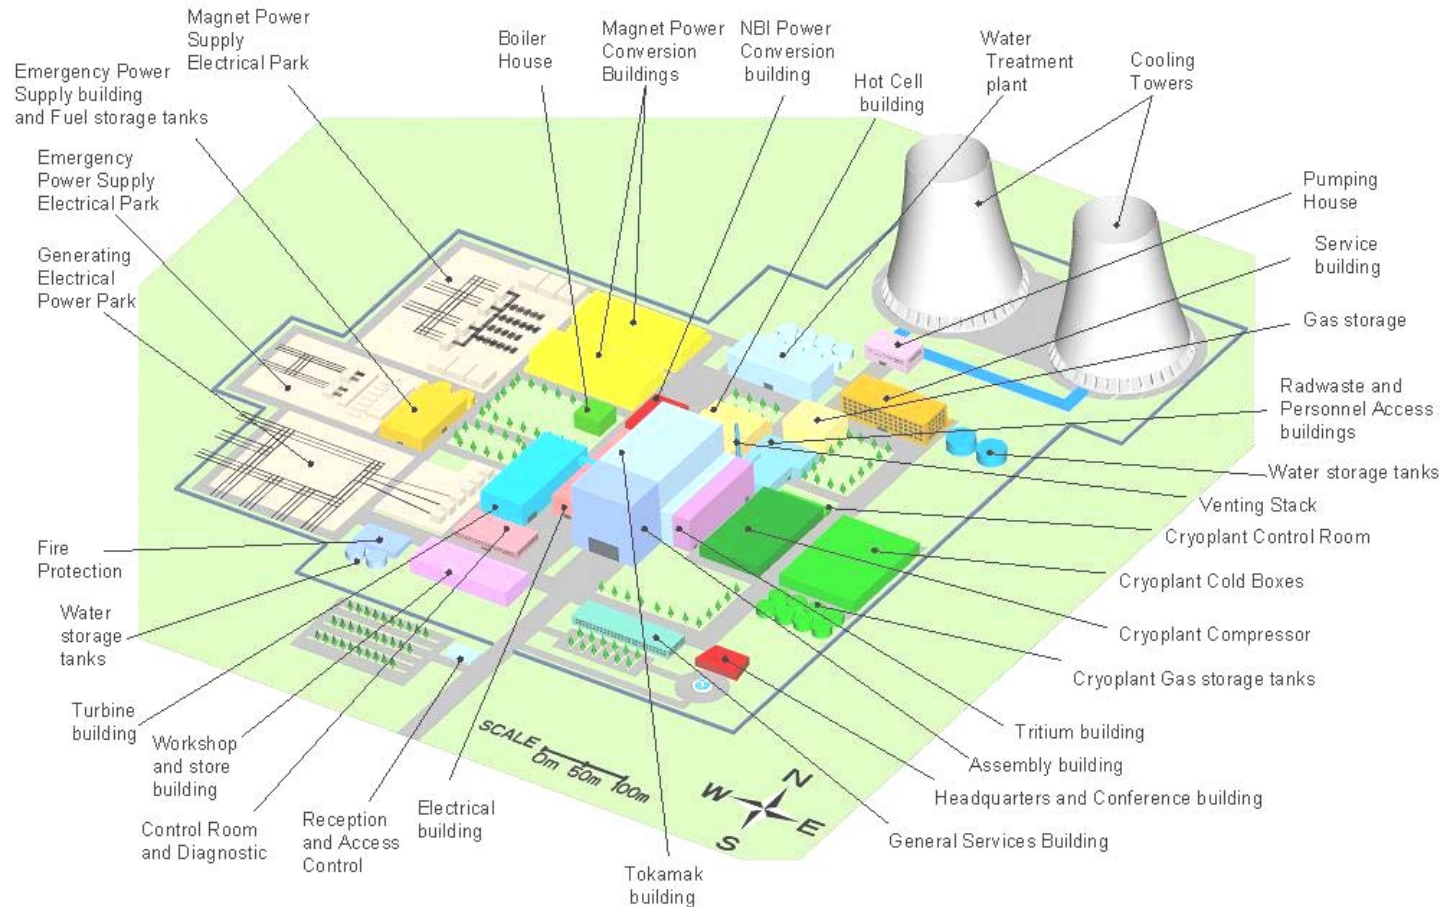 Magnet Power
Supply
Electrical Park
Boiler
House
Magnet Power
Conversion
Buildings
NBI Power
Conversion
building
Water
Treatment
plant
Cooling
Towers
Hot Cell
building
Emergency Power
Supply building
and Fuel storage tanks
Emergency
Power Supply
Electrical Park
Generating
Electrical
Power Park
Pumping
House
Service
building
Gas storage
Radwaste and
Personnel Access
buildings
Water storage tanks
Venting Stack
Cryoplant Control Room
Cryoplant Cold Boxes
Cryoplant Compressor
Cryoplant Gas storage tanks
Tritium building
Assembly building
Headquarters and Conference building
General Services Building
Fire
Protection
Water
storage
tanks
Turbine
building
Workshop
and store
building
Control Room
and Diagnostic
Reception
and Access
Control
Electrical
building
Tokamak
building
SCALE
0m 50m 100m
N
W
E
S